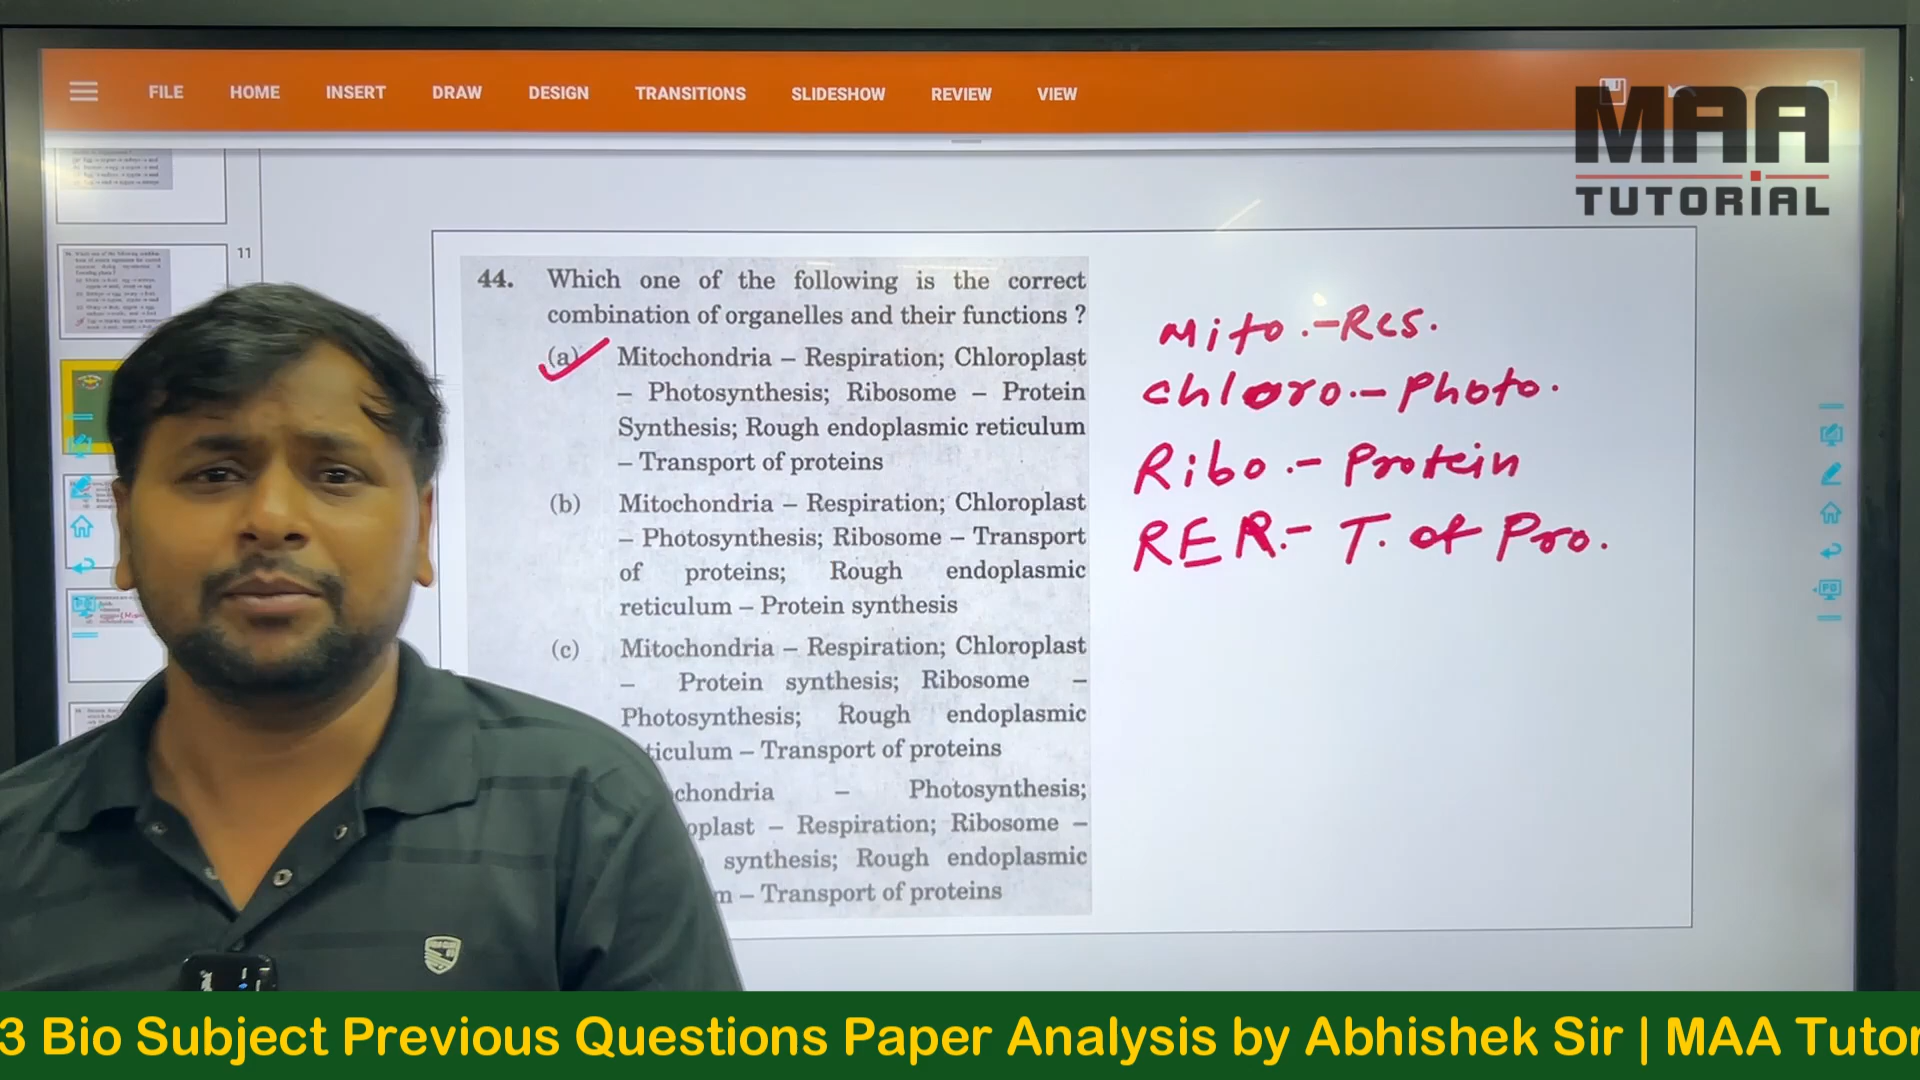 FILE HOME INSERT DRAW DESIGN TRANSITIONS SLIDESHOW REVIEW VIEW
MAA
TUTORiAL
11
44. Which one of the following is the correct
combination of organelles and their functions ?
(a) Mitochondria – Respiration; Chloroplast
– Photosynthesis; Ribosome – Protein
Synthesis; Rough endoplasmic reticulum
– Transport of proteins
(b) Mitochondria – Respiration; Chloroplast
– Photosynthesis; Ribosome – Transport
of proteins; Rough endoplasmic
reticulum – Protein synthesis
(c) Mitochondria – Respiration; Chloroplast
– Protein synthesis; Ribosome –
Photosynthesis; Rough endoplasmic
ticulum – Transport of proteins
chondria – Photosynthesis;
oplast – Respiration; Ribosome –
synthesis; Rough endoplasmic
m – Transport of proteins
Mito.-Res.
Chloro.- Photo.
Ribo.- Protein
RER.- T. of Pro.
3 Bio Subject Previous Questions Paper Analysis by Abhishek Sir | MAA Tutor